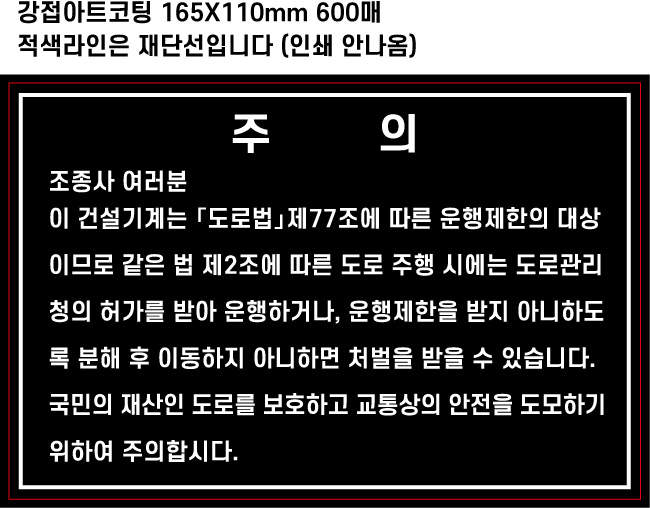 강접아트코팅 165X110mm 600매
적색라인은 재단선입니다 (인쇄 안나옴)
주 의
조종사 여러분
이 건설기계는 ｢도로법｣제77조에 따른 운행제한의 대상
이므로 같은 법 제2조에 따른 도로 주행 시에는 도로관리
청의 허가를 받아 운행하거나, 운행제한을 받지 아니하도
록 분해 후 이동하지 아니하면 처벌을 받을 수 있습니다.
국민의 재산인 도로를 보호하고 교통상의 안전을 도모하기
위하여 주의합시다.